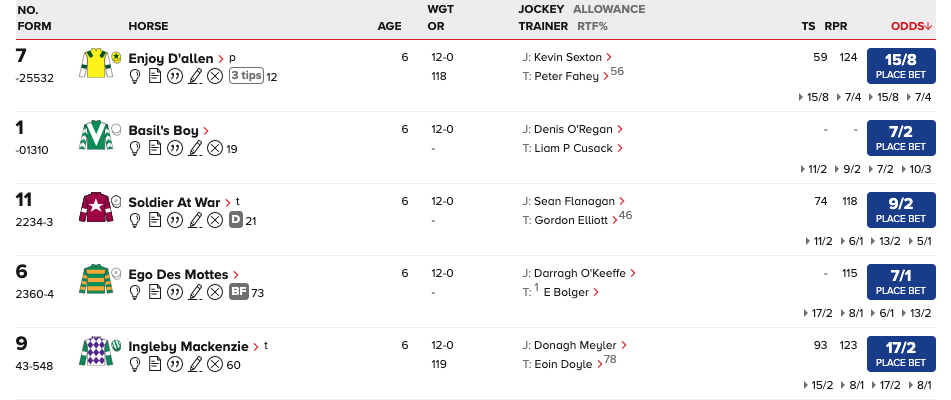 NO. WGT JOCKEY ALLOWANCE
FORM HORSE AGE OR TRAINER RTF% TS RPR ODDS↓
7 Enjoy D'allen p 6 12-0 J: Kevin Sexton 59 124 15/8
-25532 3 tips 12 118 T: Peter Fahey 56 PLACE BET
15/8 7/4 15/8 7/4
1 Basil's Boy 6 12-0 J: Denis O'Regan - - 7/2
-01310 19 - T: Liam P Cusack PLACE BET
11/2 9/2 7/2 10/3
11 Soldier At War t 6 12-0 J: Sean Flanagan 74 118 9/2
2234-3 D 21 - T: Gordon Elliott 46 PLACE BET
11/2 6/1 13/2 5/1
6 Ego Des Mottes 6 12-0 J: Darragh O'Keeffe - 115 7/1
2360-4 BF 73 - T: 1 E Bolger PLACE BET
17/2 8/1 6/1 13/2
9 Ingleby Mackenzie t 6 12-0 J: Donagh Meyler 93 123 17/2
43-548 60 119 T: Eoin Doyle 78 PLACE BET
15/2 8/1 17/2 8/1